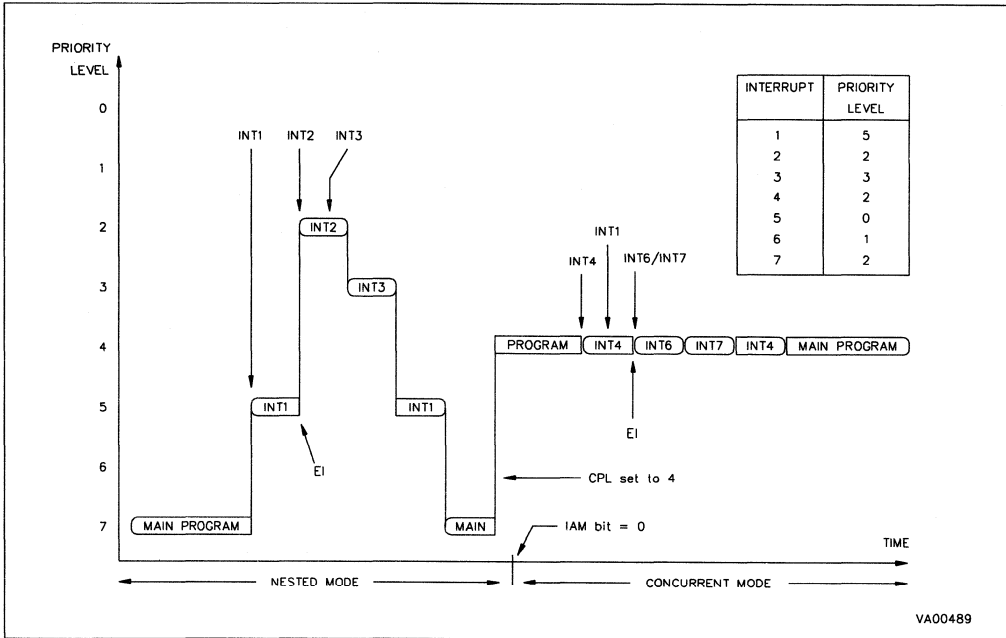 PRIORITY
LEVEL
0
1
2
3
4
5
6
7
INT1
INT2
INT3
INT2
INT3
INT1
INT1
EI
MAIN PROGRAM
MAIN
INTERRUPT PRIORITY LEVEL
1 5
2 2
3 3
4 2
5 0
6 1
7 2
INT1
INT4
INT6/INT7
PROGRAM INT4 INT6 INT7 INT4 MAIN PROGRAM
EI
CPL set to 4
IAM bit = 0
TIME
NESTED MODE
CONCURRENT MODE
VA00489